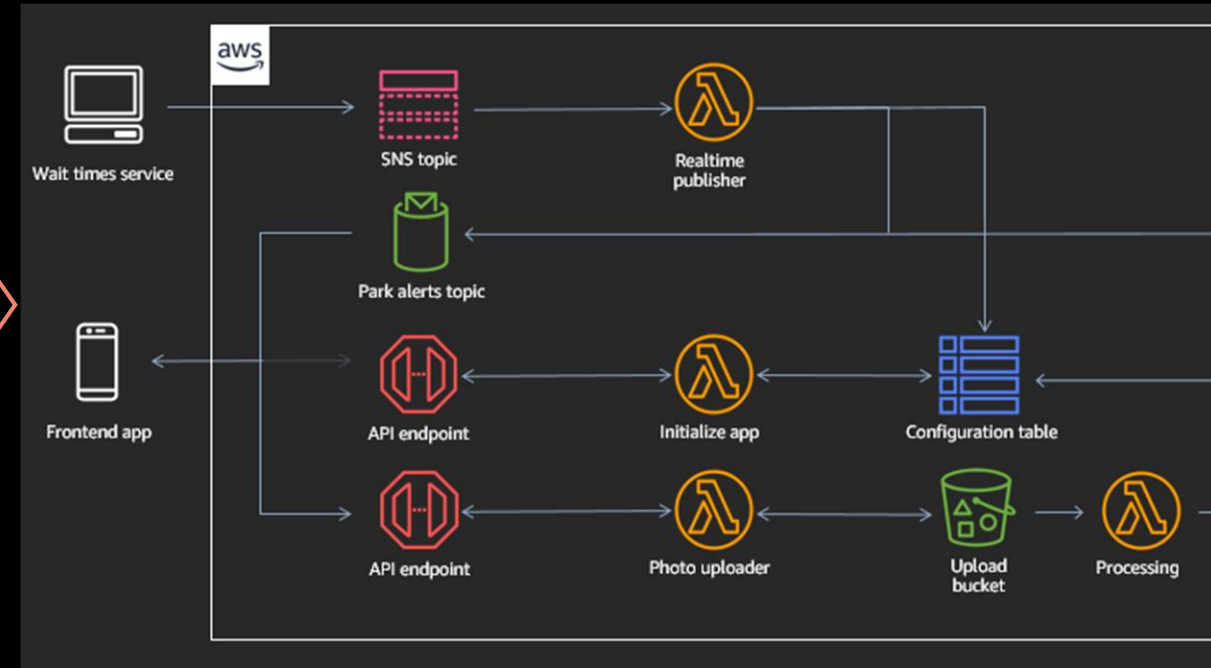 aws
Wait times service
SNS topic
Realtime
publisher
Park alerts topic
Frontend app
API endpoint
Initialize app
Configuration table
API endpoint
Photo uploader
Upload
bucket
Processing